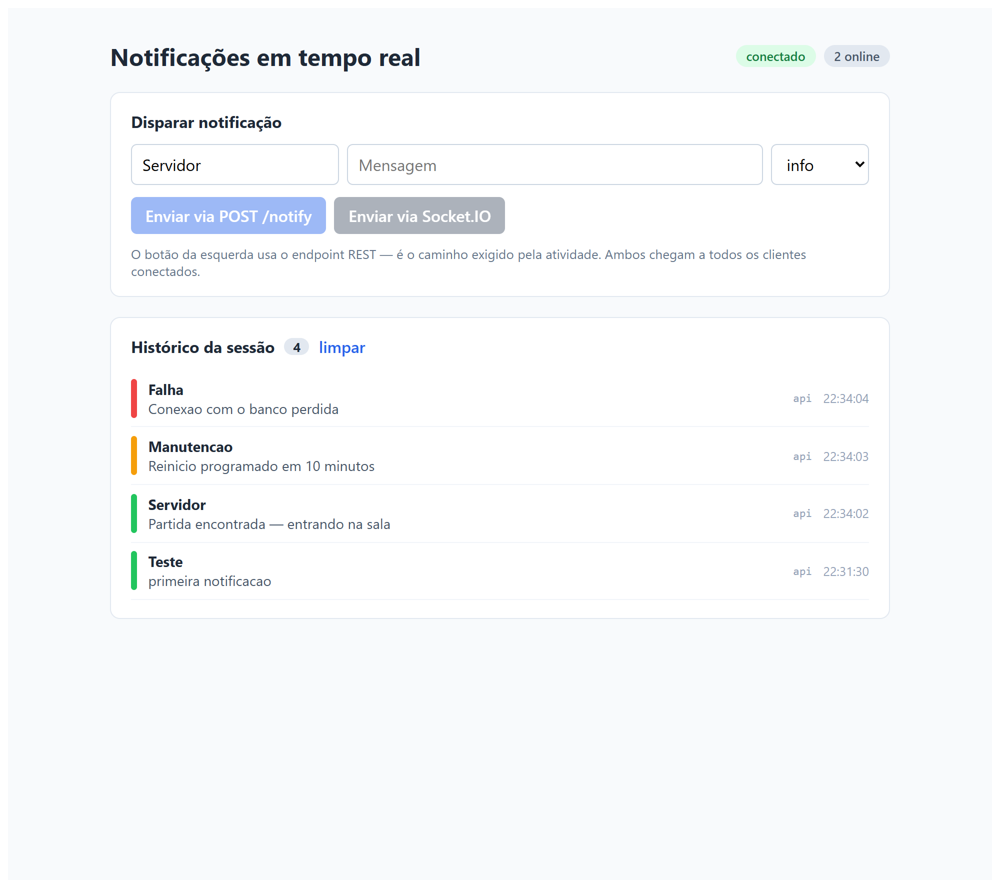 Notificações em tempo real
conectado
2 online
Disparar notificação
Servidor
Mensagem
info
Enviar via POST /notify
Enviar via Socket.IO
O botão da esquerda usa o endpoint REST — é o caminho exigido pela atividade. Ambos chegam a todos os clientes
conectados.
Histórico da sessão 4 limpar
Falha
Conexao com o banco perdida
api 22:34:04
Manutencao
Reinicio programado em 10 minutos
api 22:34:03
Servidor
Partida encontrada — entrando na sala
api 22:34:02
Teste
primeira notificacao
api 22:31:30